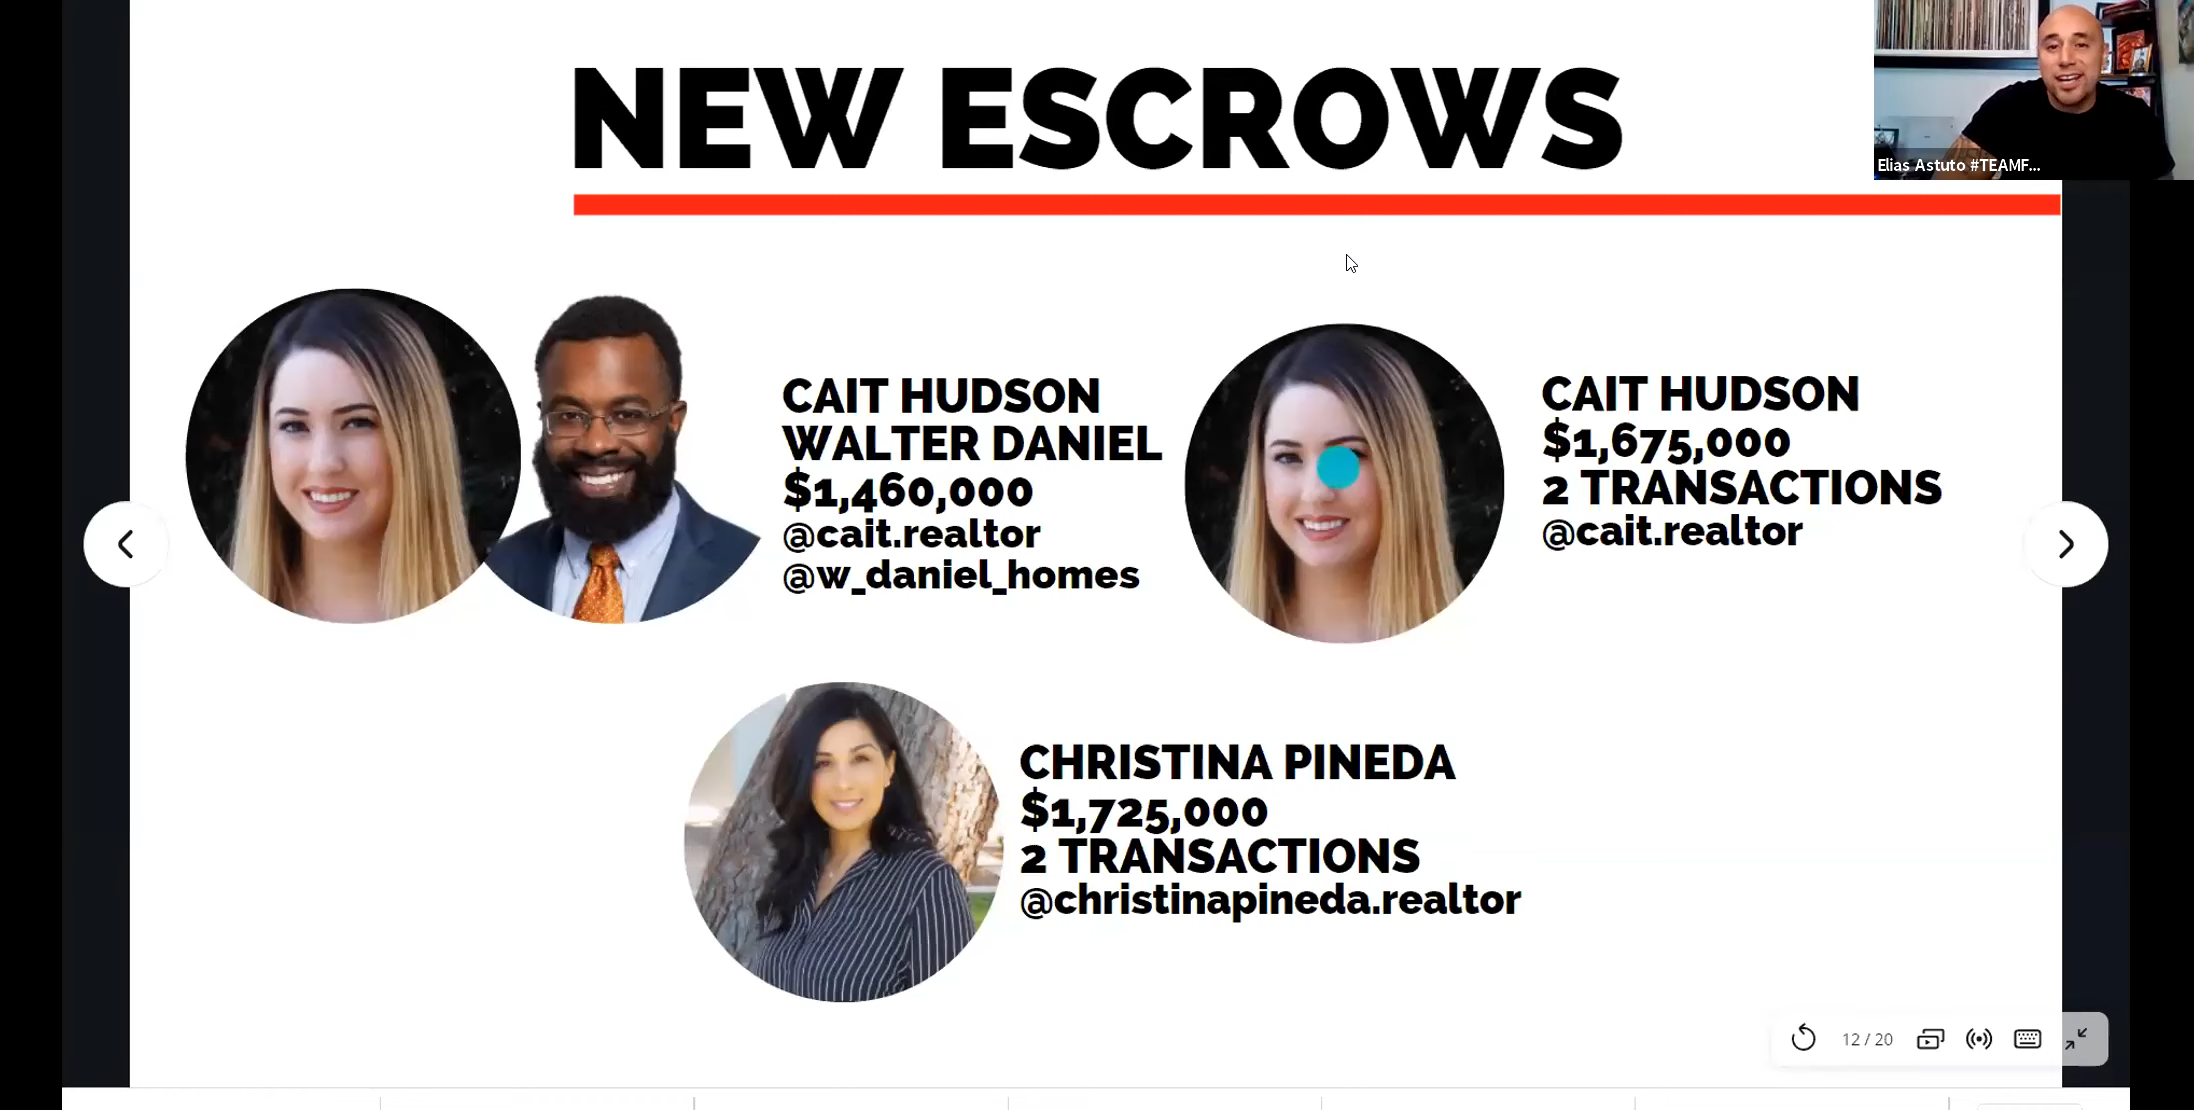 NEW ESCROWS
Elias Astuto #TEAMF...
CAIT HUDSON
WALTER DANIEL
$1,460,000
@cait.realtor
@w_daniel_homes
CAIT HUDSON
$1,675,000
2 TRANSACTIONS
@cait.realtor
CHRISTINA PINEDA
$1,725,000
2 TRANSACTIONS
@christinapineda.realtor
12 / 20